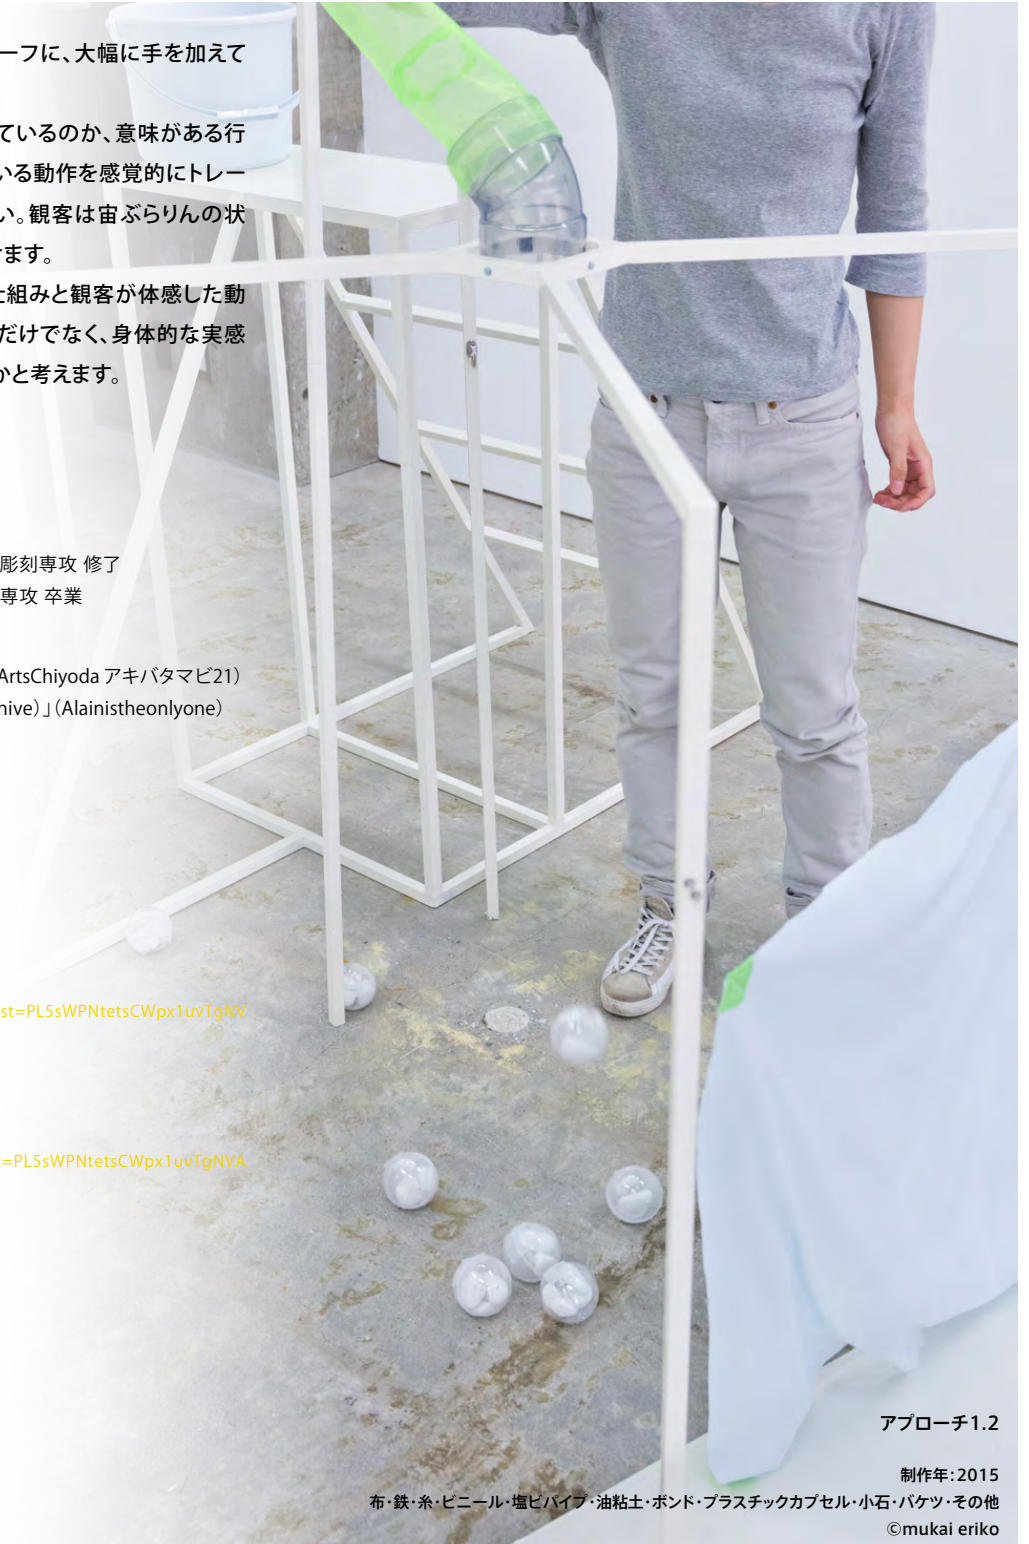 ーフに、大幅に手を加えて
ているのか、意味がある行
いる動作を感覚的にトレー
い。観客は宙ぶらりんの状
ます。
組みと観客が体感した動
だけでなく、身体的な実感
かと考えます。
彫刻専攻 修了
専攻 卒業
ArtsChiyoda アキバタマビ21）
hive）」（Alainistheonlyone）
st=PL5sWPNtetsCWpx1uvTgNV
=PL5sWPNtetsCWpx1uvTgNVA
アプローチ1.2
制作年：2015
布・鉄・糸・ビニール・塩ビパイプ・油粘土・ボンド・プラスチックカプセル・小石・バケツ・その他
©mukai eriko